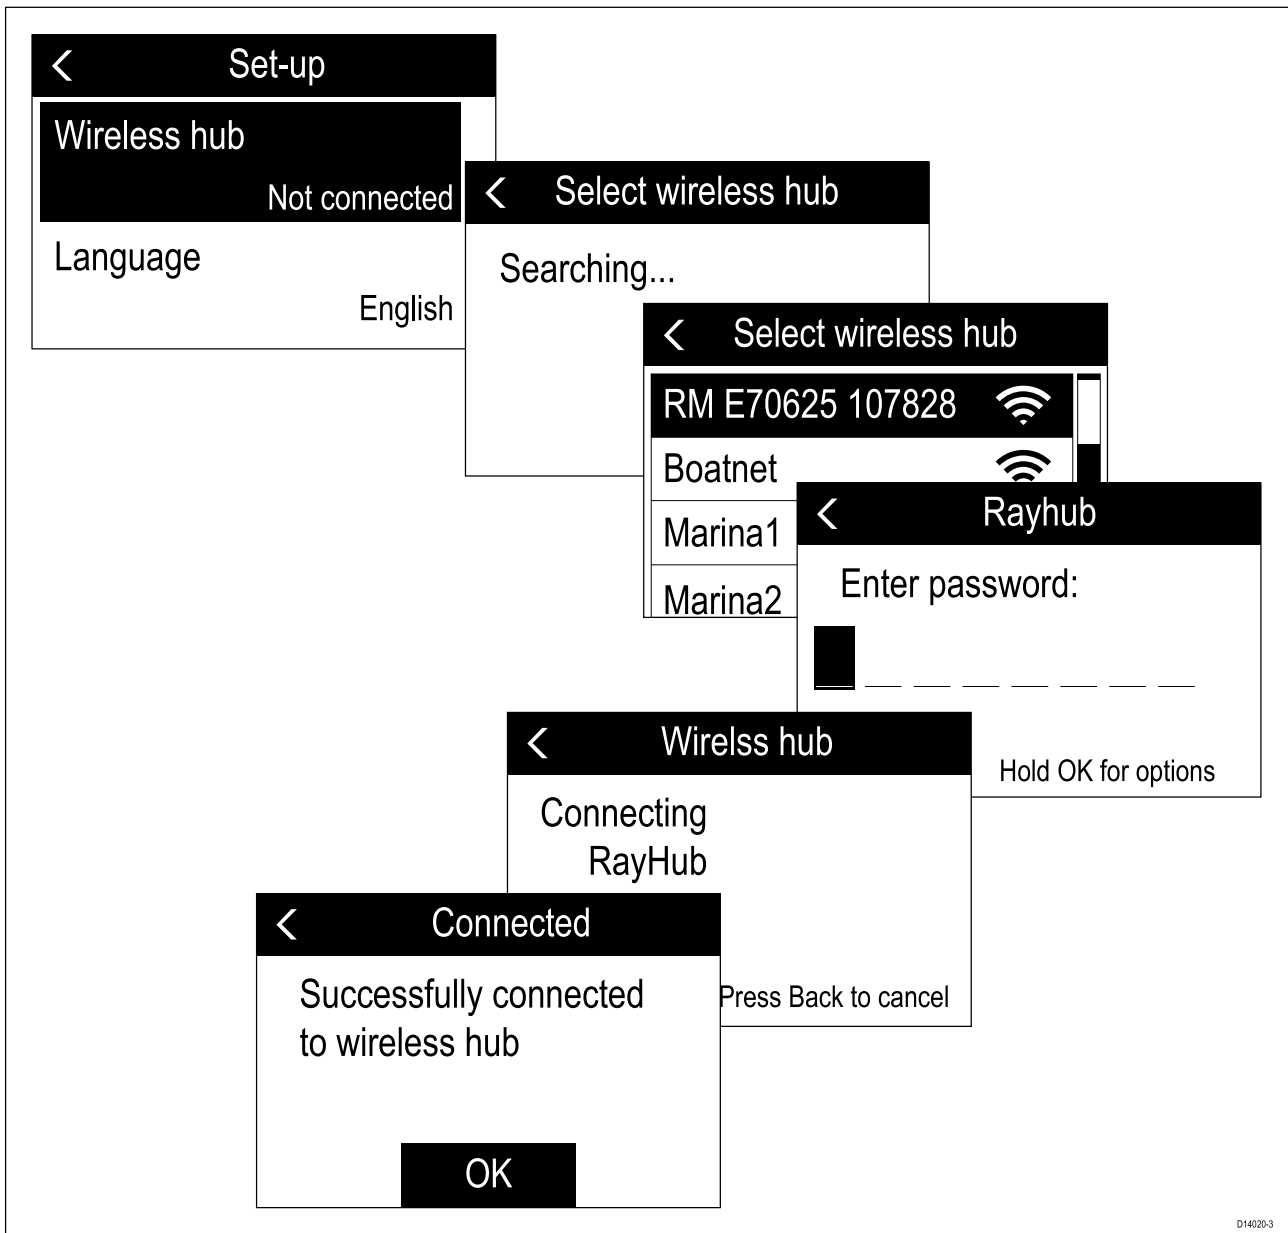 Set-up
Wireless hub
Not connected
Language
English
Select wireless hub
Searching...
Select wireless hub
RM E70625 107828
Boatnet
Marina1
Marina2
Rayhub
Enter password:
Hold OK for options
Wirelss hub
Connecting
RayHub
Press Back to cancel
Connected
Successfully connected
to wireless hub
OK
D14020-3